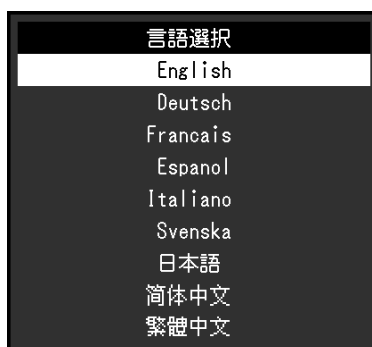 言語選択
English
Deutsch
Francais
Espanol
Italiano
Svenska
日本語
简体中文
繁體中文